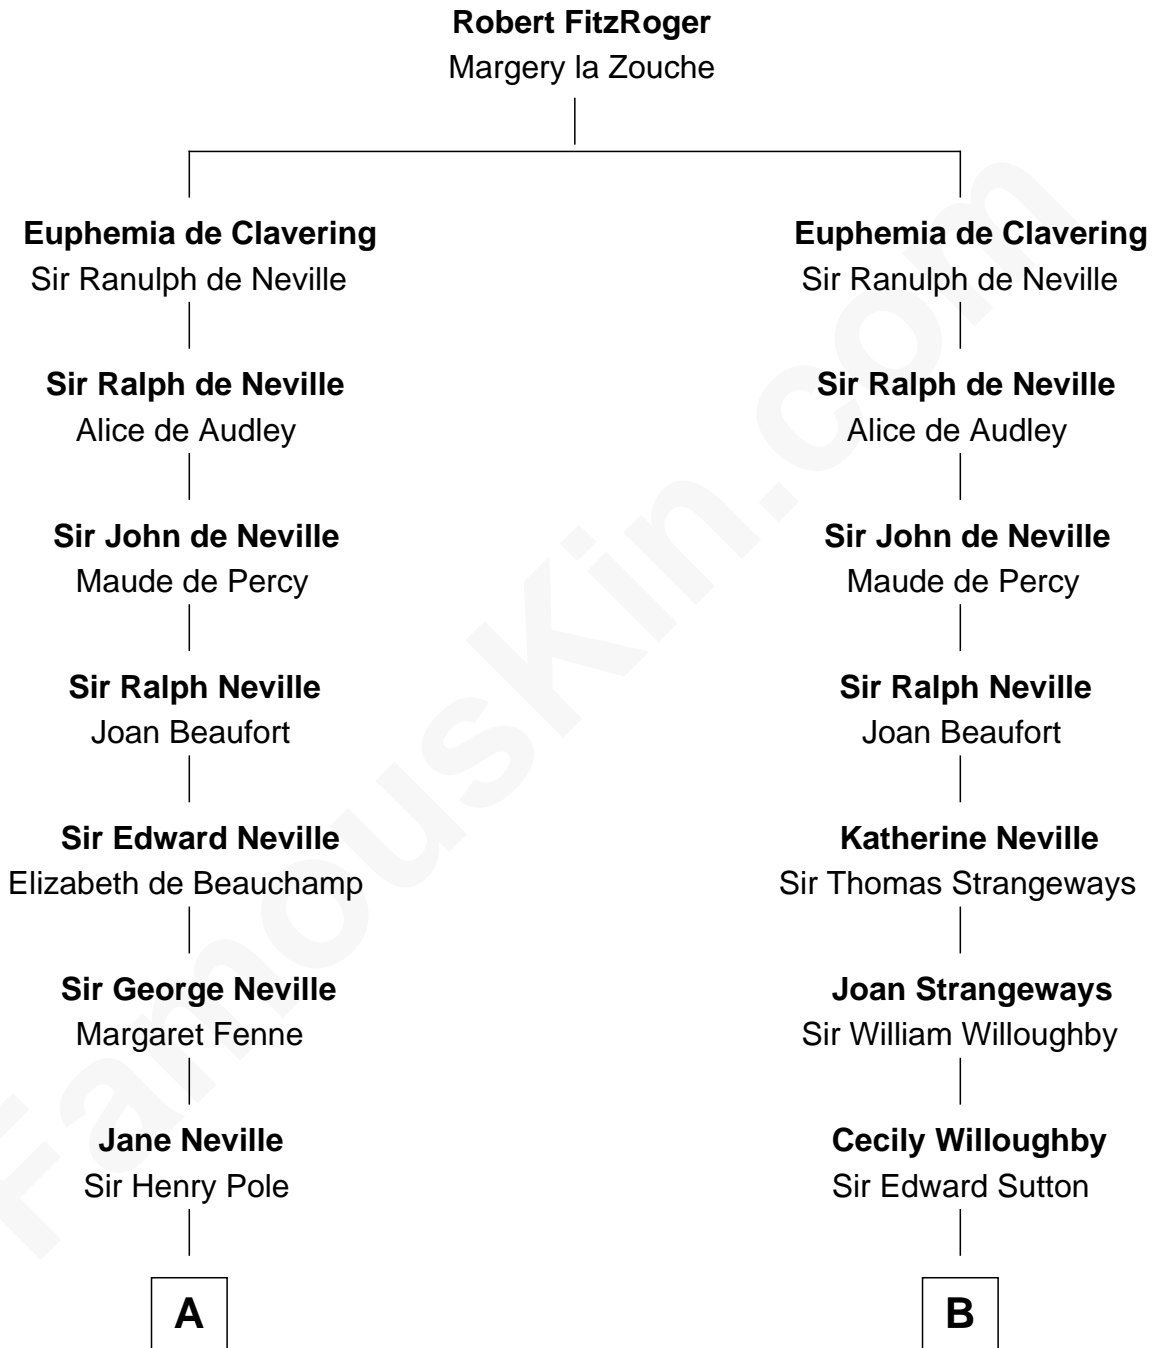 Robert FitzRoger
Margery la Zouche
Euphemia de Clavering
Sir Ranulph de Neville
Sir Ralph de Neville
Alice de Audley
Sir John de Neville
Maude de Percy
Sir Ralph Neville
Joan Beaufort
Sir Edward Neville
Elizabeth de Beauchamp
Sir George Neville
Margaret Fenne
Jane Neville
Sir Henry Pole
A
Euphemia de Clavering
Sir Ranulph de Neville
Sir Ralph de Neville
Alice de Audley
Sir John de Neville
Maude de Percy
Sir Ralph Neville
Joan Beaufort
Katherine Neville
Sir Thomas Strangeways
Joan Strangeways
Sir William Willoughby
Cecily Willoughby
Sir Edward Sutton
B
FamousKin.com